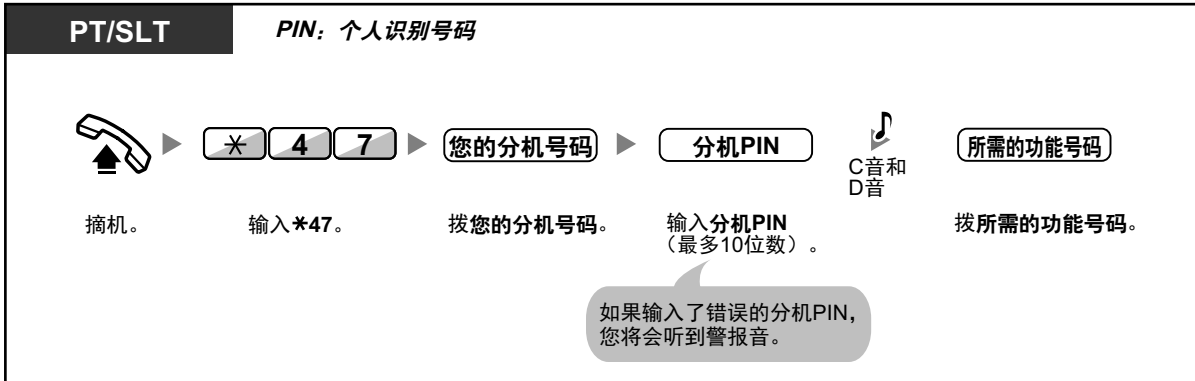 PT/SLT
PIN：个人识别号码
✳ 4 7
您的分机号码
分机PIN
C音和
D音
所需的功能号码
摘机。
输入✳47。
拨您的分机号码。
输入分机PIN
（最多10位数）。
拨所需的功能号码。
如果输入了错误的分机PIN，
您将会听到警报音。